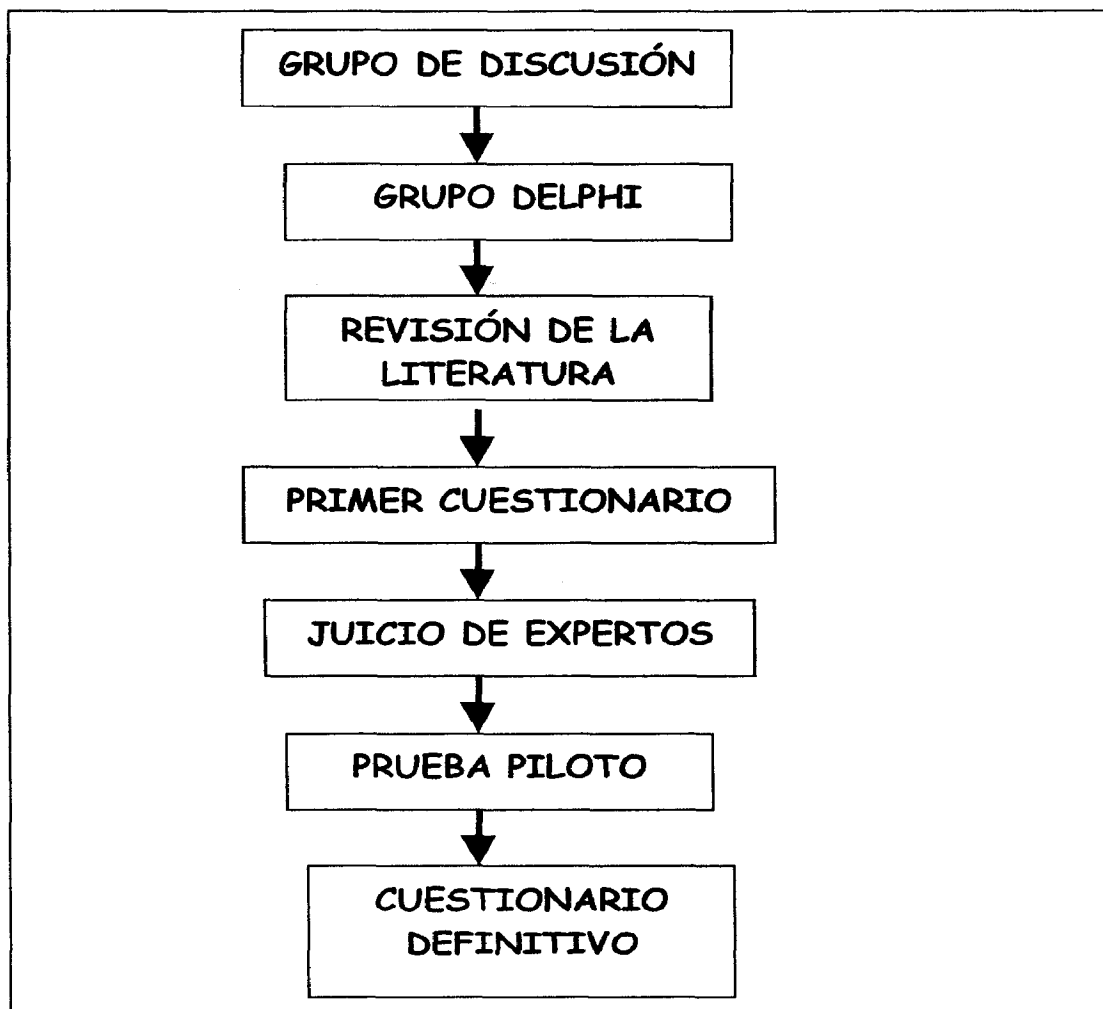 GRUPO DE DISCUSIÓN
GRUPO DELPHI
REVISIÓN DE LA
LITERATURA
PRIMER CUESTIONARIO
JUICIO DE EXPERTOS
PRUEBA PILOTO
CUESTIONARIO
DEFINITIVO